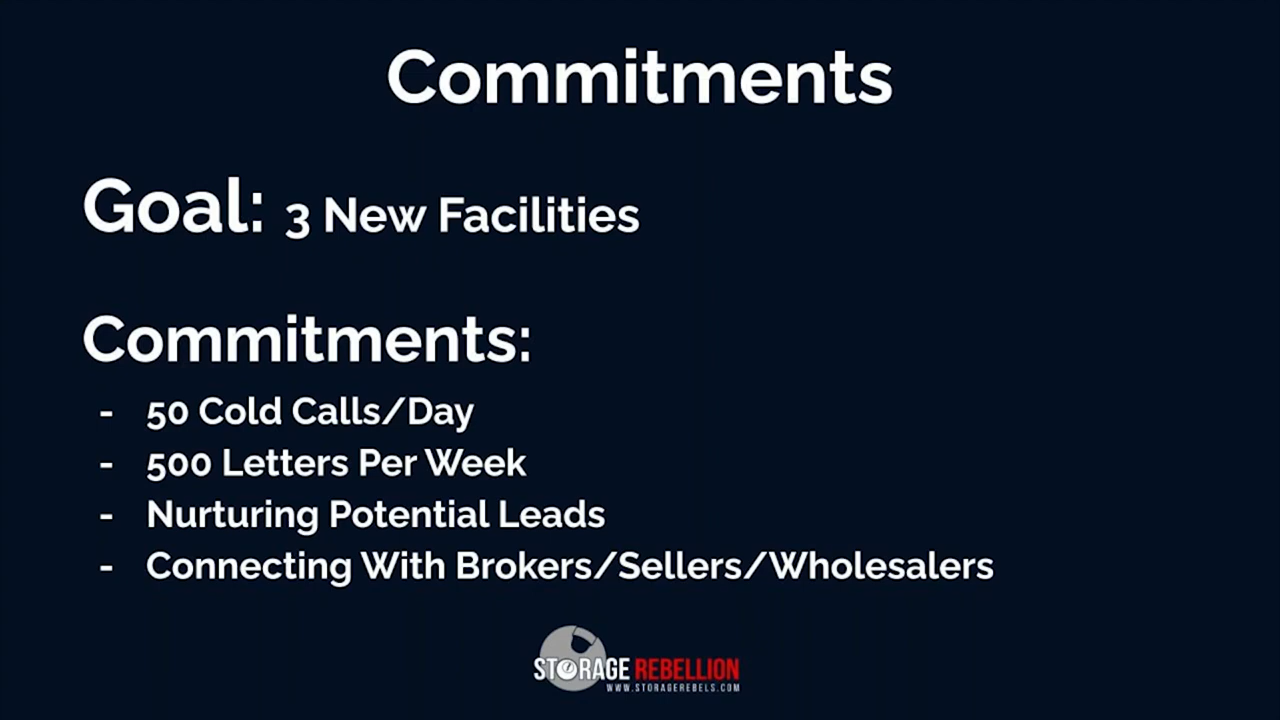 Commitments
Goal: 3 New Facilities
Commitments:
- 50 Cold Calls/Day
- 500 Letters Per Week
- Nurturing Potential Leads
- Connecting With Brokers/Sellers/Wholesalers
STORAGE REBELLION
WWW.STORAGEREBELS.COM